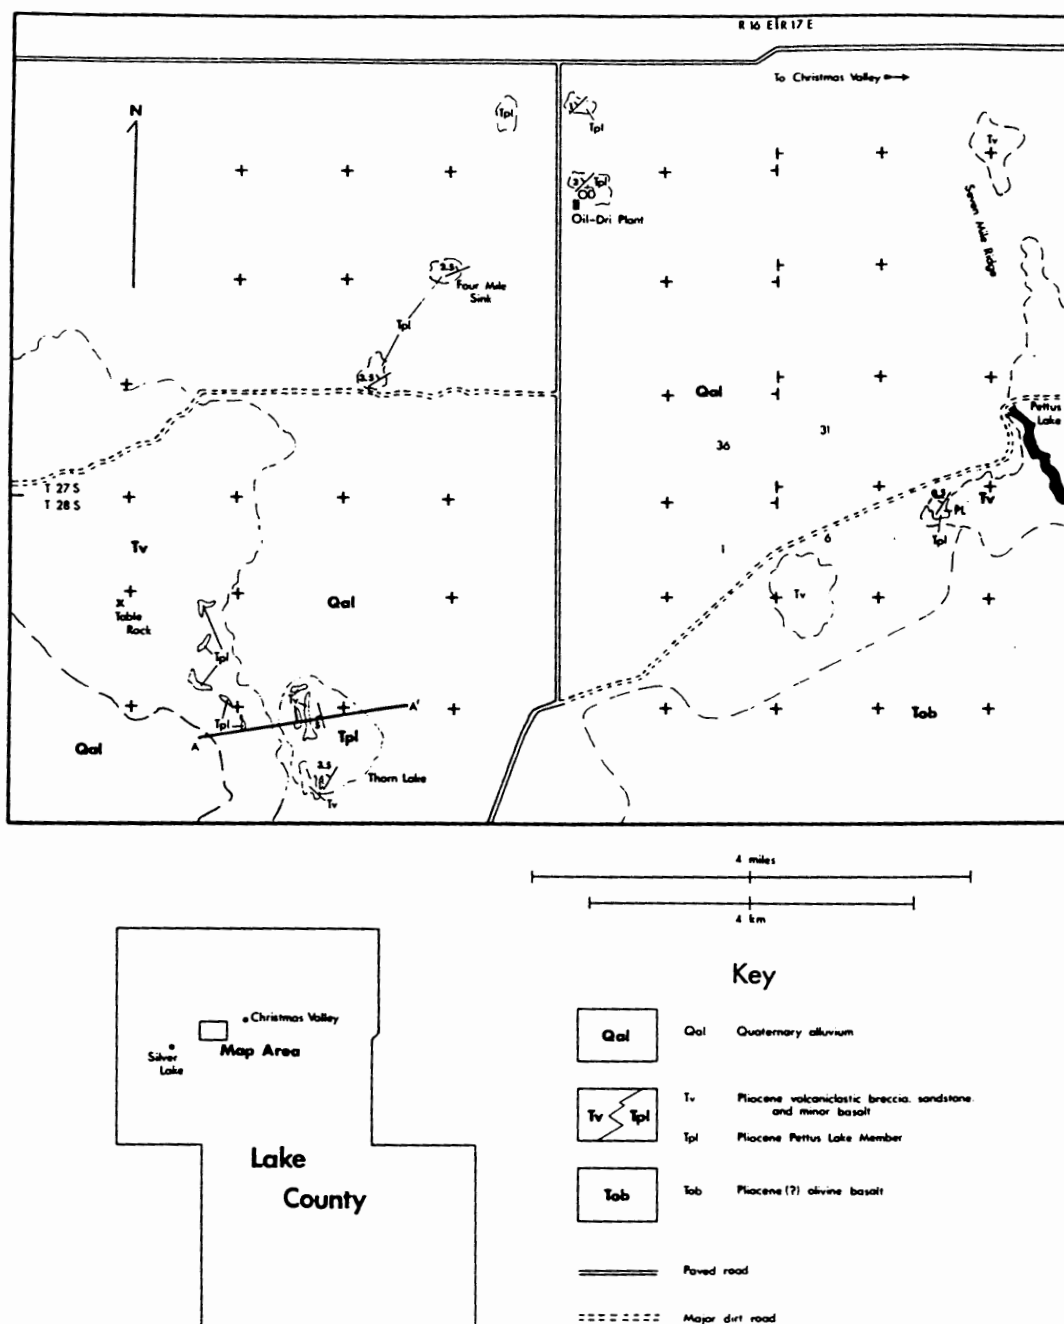 R 16 E R 17 E
To Christmas Valley
N
Tpl
Tpl
Tv
3 Tpl
OD
Oil-Dri Plant
Seven Mile Ridge
2.5
Four Mile
Sink
Tpl
Qal
Pettus
Lake
36
31
T 27 S
T 28 S
PL
Tv
Tpl
Tv
1
6
Tv
Qal
x
Table
Rock
Tpl
Tv
A'
Tpl
Tpl
5
Tob
A
Qal
3.5
Thorn Lake
Tv
4 miles
4 km
Key
Christmas Valley
Silver
Lake
Map Area
Lake
County
Qal Qal Quaternary alluvium
Tv Tpl Tv Pliocene volcaniclastic breccia, sandstone,
and minor basalt
Tpl Pliocene Pettus Lake Member
Tob Tob Pliocene (?) olivine basalt
Paved road
Major dirt road